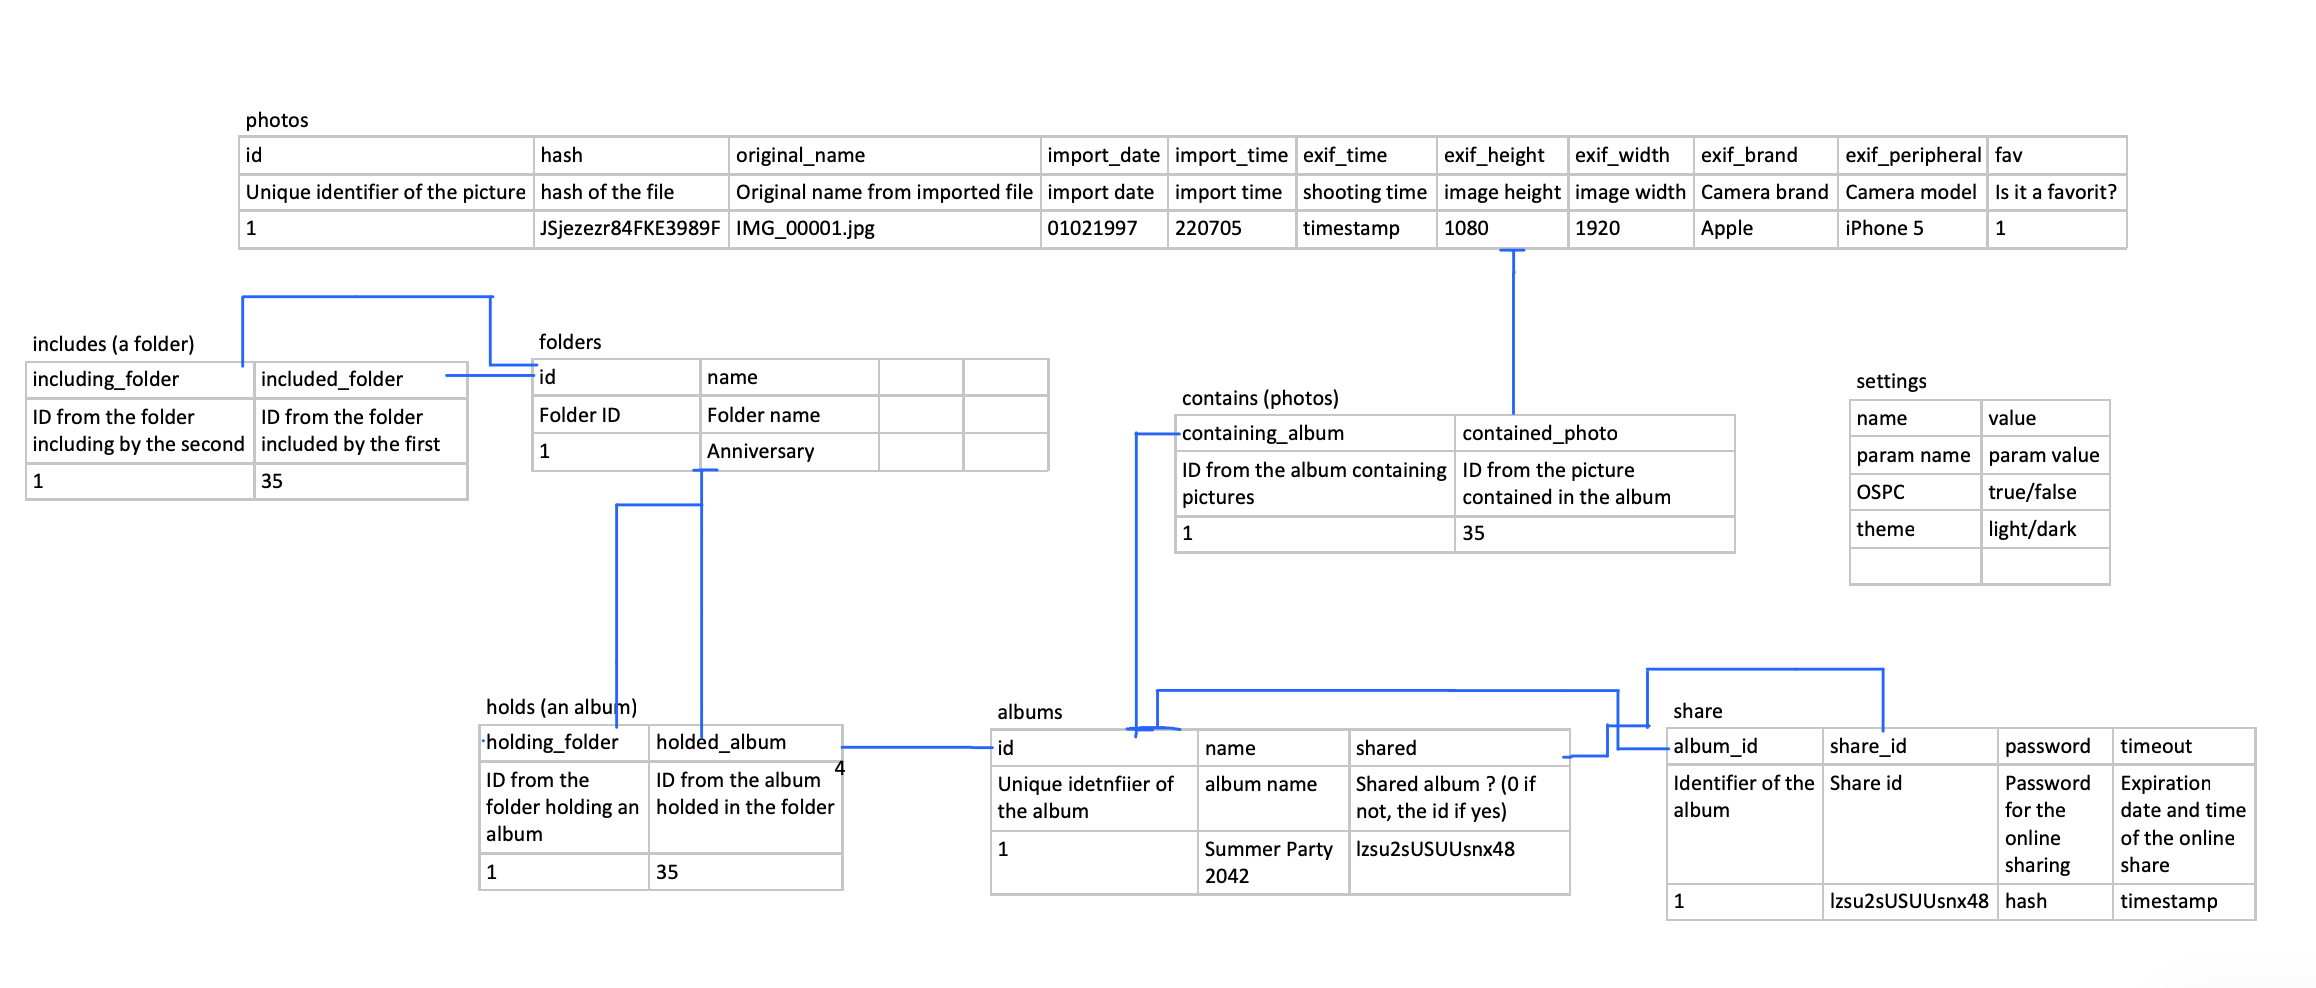 photos
id hash original_name import_date import_time exif_time exif_height exif_width exif_brand exif_peripheral fav
Unique identifier of the picture hash of the file Original name from imported file import date import time shooting time image height image width Camera brand Camera model Is it a favorit?
1 JSjezezr84FKE3989F IMG_00001.jpg 01021997 220705 timestamp 1080 1920 Apple iPhone 5 1
includes (a folder)
including_folder included_folder
ID from the folder ID from the folder
including by the second included by the first
1 35
folders
id name
Folder ID Folder name
1 Anniversary
contains (photos)
containing_album contained_photo
ID from the album containing ID from the picture
pictures contained in the album
1 35
settings
name value
param name param value
OSPC true/false
theme light/dark
holds (an album)
holding_folder holded_album
4
ID from the ID from the album
folder holding an holded in the folder
album
1 35
albums
id name shared
Unique idetnfiier of album name Shared album ? (0 if
the album not, the id if yes)
1 Summer Party lzsu2sUSUUsnx48
2042
share
album_id share_id password timeout
Identifier of the Share id Password Expiration
album for the date and time
online of the online
sharing share
1 lzsu2sUSUUsnx48 hash timestamp